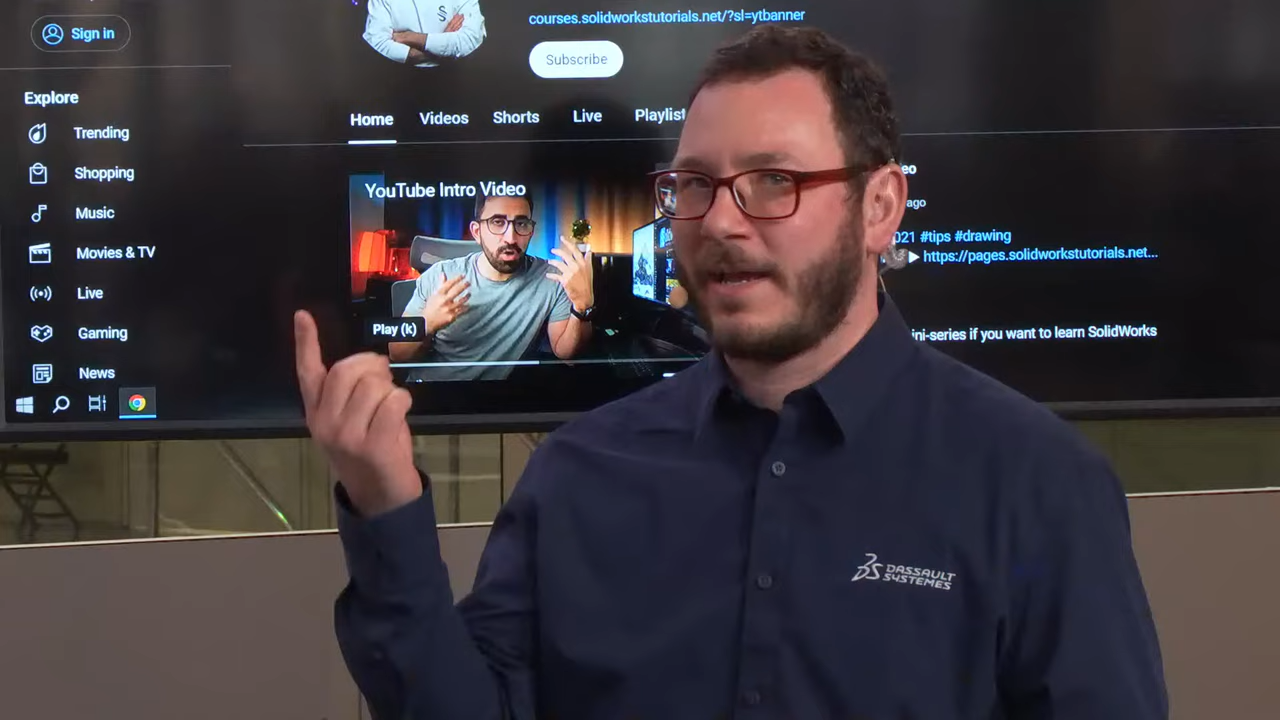 Sign in
courses.solidworkstutorials.net/?sl=ytbanner
Subscribe
Explore
Trending
Shopping
Music
Movies & TV
Live
Gaming
News
Home Videos Shorts Live Playlist
YouTube Intro Video
Play (k)
eo
ago
021 #tips #drawing
https://pages.solidworkstutorials.net...
ini-series if you want to learn SolidWorks
DASSAULT
SYSTEMES